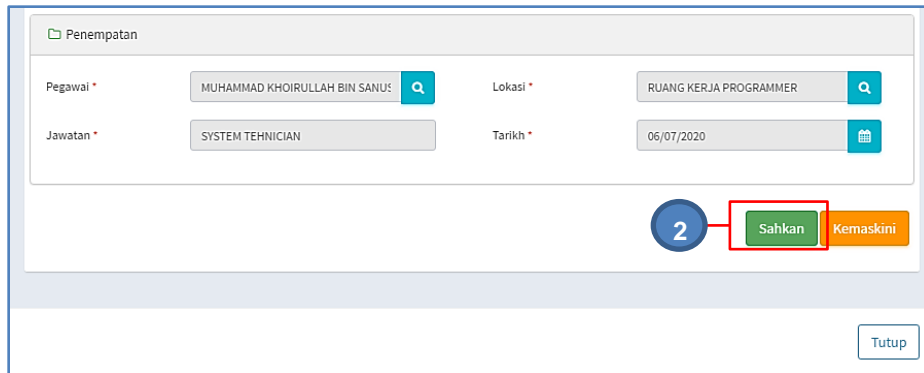 Penempatan
Pegawai * MUHAMMAD KHOIRULLAH BIN SANUS Lokasi * RUANG KERJA PROGRAMMER
Jawatan * SYSTEM TEHNICIAN Tarikh * 06/07/2020
2 Sahkan Kemaskini
Tutup